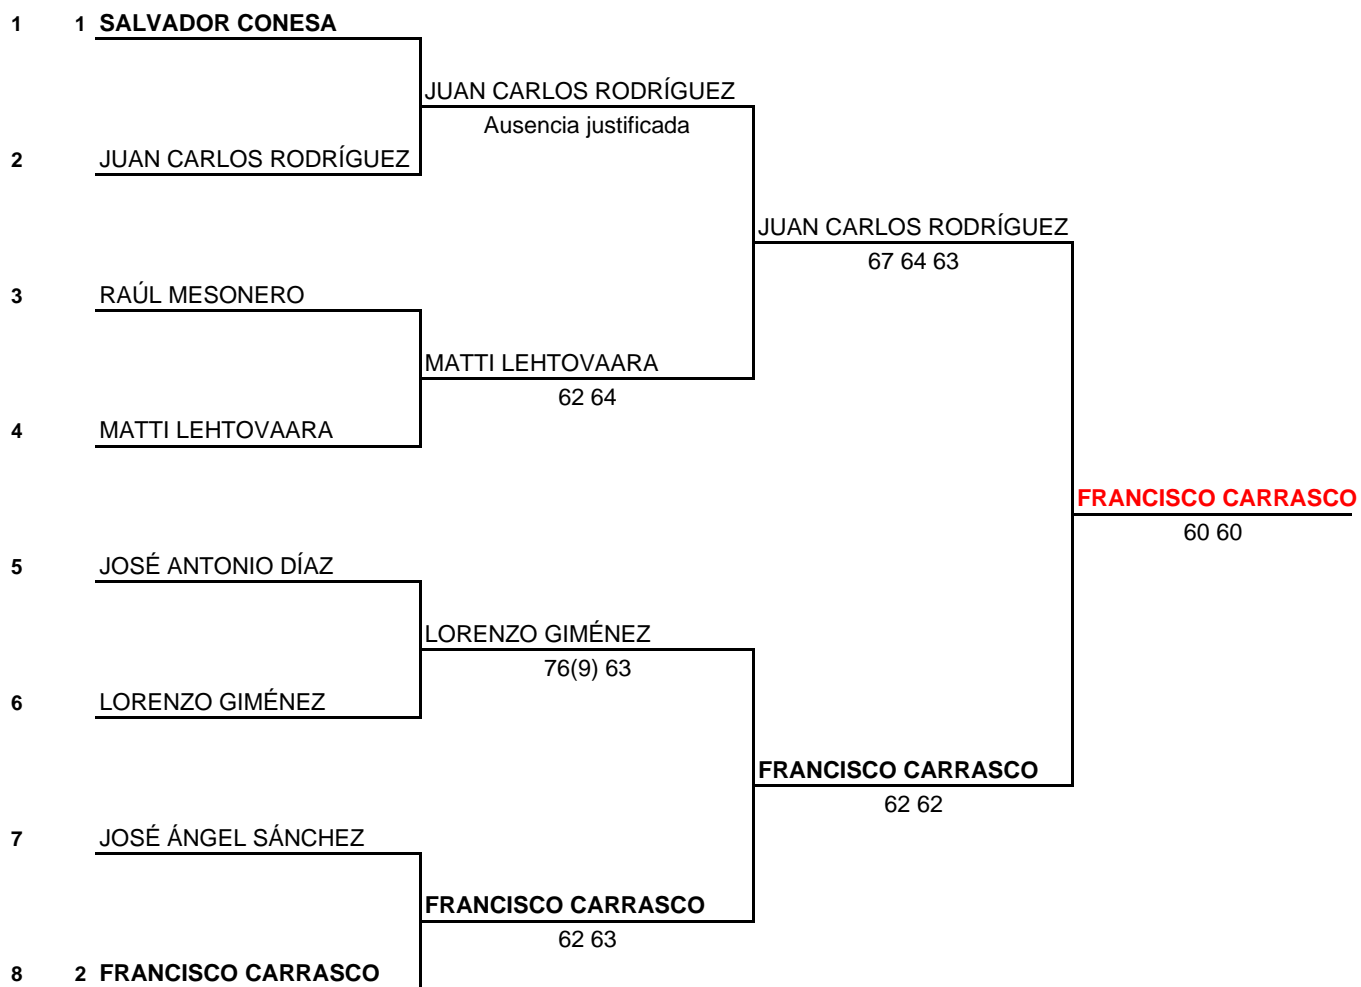 1 1 SALVADOR CONESA
JUAN CARLOS RODRÍGUEZ
Ausencia justificada
2 JUAN CARLOS RODRÍGUEZ
JUAN CARLOS RODRÍGUEZ
67 64 63
3 RAÚL MESONERO
MATTI LEHTOVAARA
62 64
4 MATTI LEHTOVAARA
FRANCISCO CARRASCO
60 60
5 JOSÉ ANTONIO DÍAZ
LORENZO GIMÉNEZ
76(9) 63
6 LORENZO GIMÉNEZ
FRANCISCO CARRASCO
62 62
7 JOSÉ ÁNGEL SÁNCHEZ
FRANCISCO CARRASCO
62 63
8 2 FRANCISCO CARRASCO